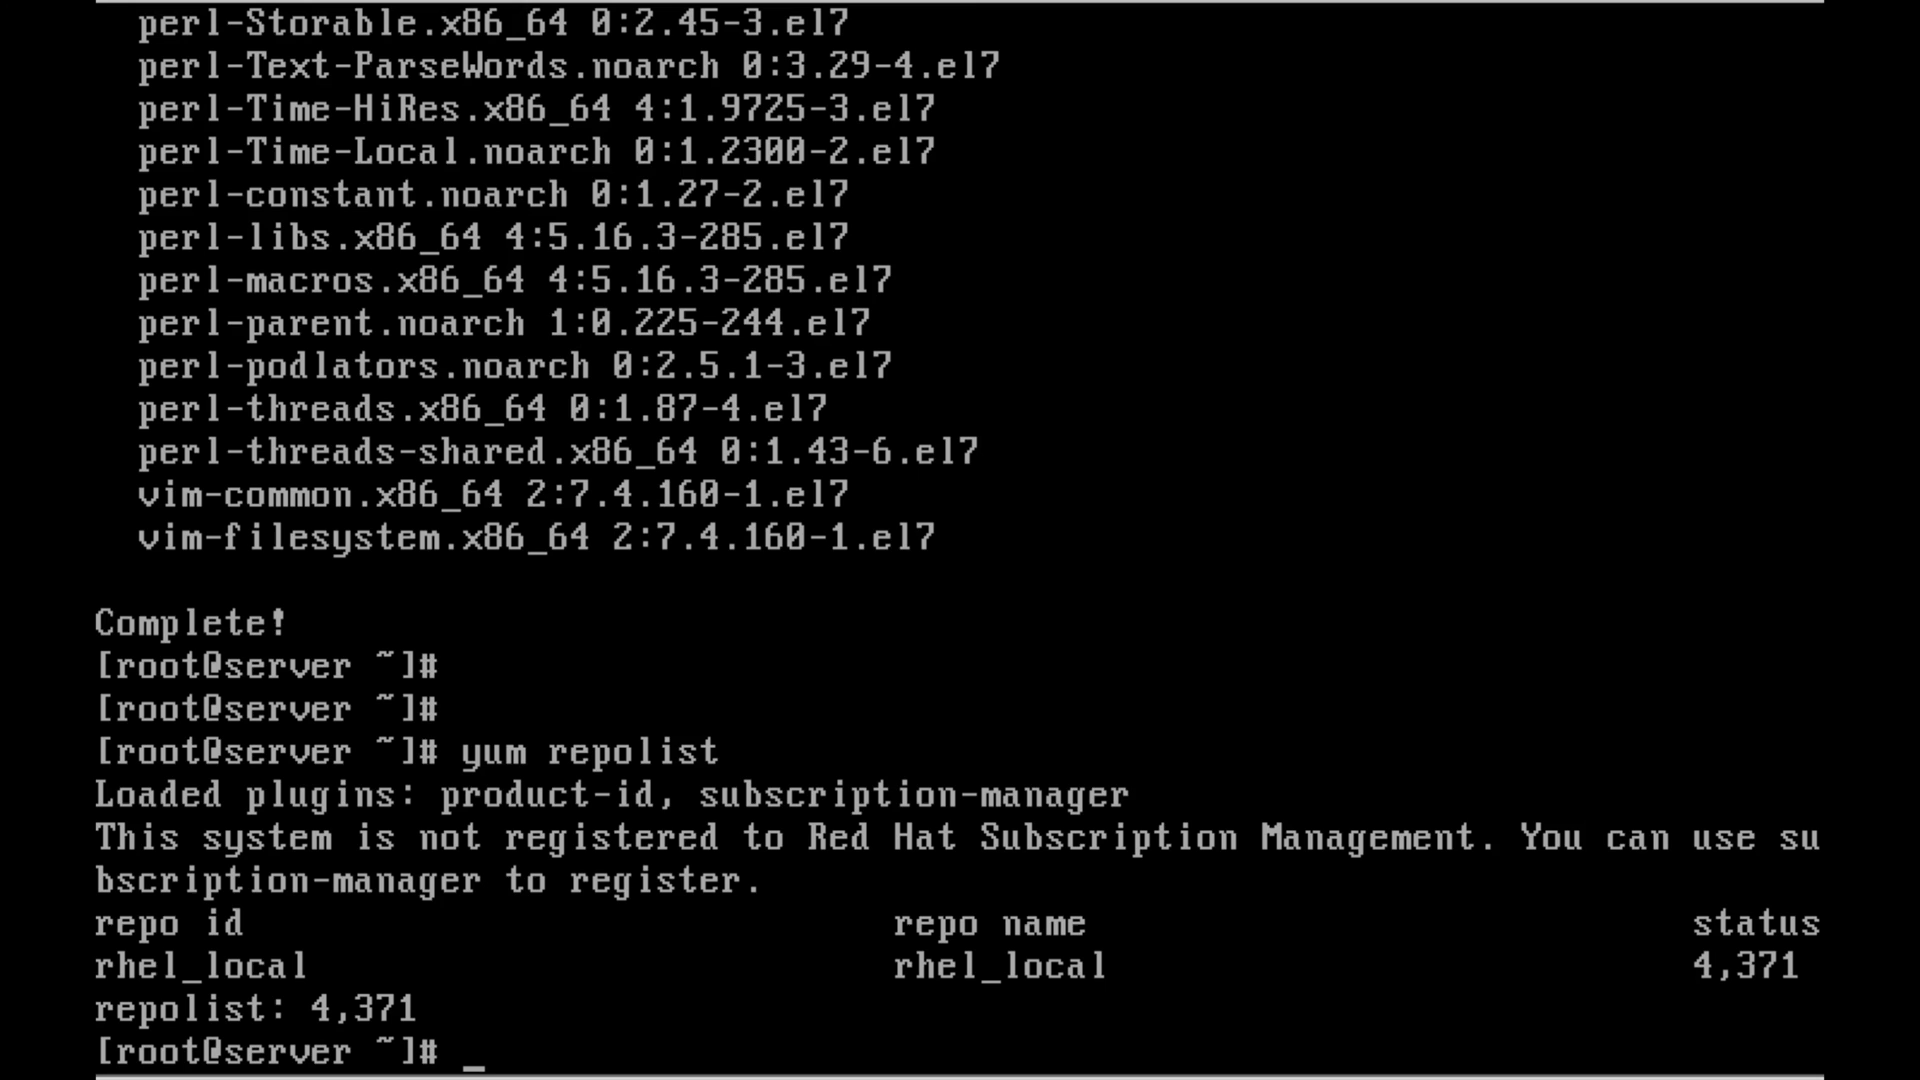 perl-Storable.x86_64 0:2.45-3.el7
perl-Text-ParseWords.noarch 0:3.29-4.el7
perl-Time-HiRes.x86_64 4:1.9725-3.el7
perl-Time-Local.noarch 0:1.2300-2.el7
perl-constant.noarch 0:1.27-2.el7
perl-libs.x86_64 4:5.16.3-285.el7
perl-macros.x86_64 4:5.16.3-285.el7
perl-parent.noarch 1:0.225-244.el7
perl-podlators.noarch 0:2.5.1-3.el7
perl-threads.x86_64 0:1.87-4.el7
perl-threads-shared.x86_64 0:1.43-6.el7
vim-common.x86_64 2:7.4.160-1.el7
vim-filesystem.x86_64 2:7.4.160-1.el7
Complete!
[root@server ~]#
[root@server ~]#
[root@server ~]# yum repolist
Loaded plugins: product-id, subscription-manager
This system is not registered to Red Hat Subscription Management. You can use su
bscription-manager to register.
repo id repo name status
rhel_local rhel_local 4,371
repolist: 4,371
[root@server ~]# _